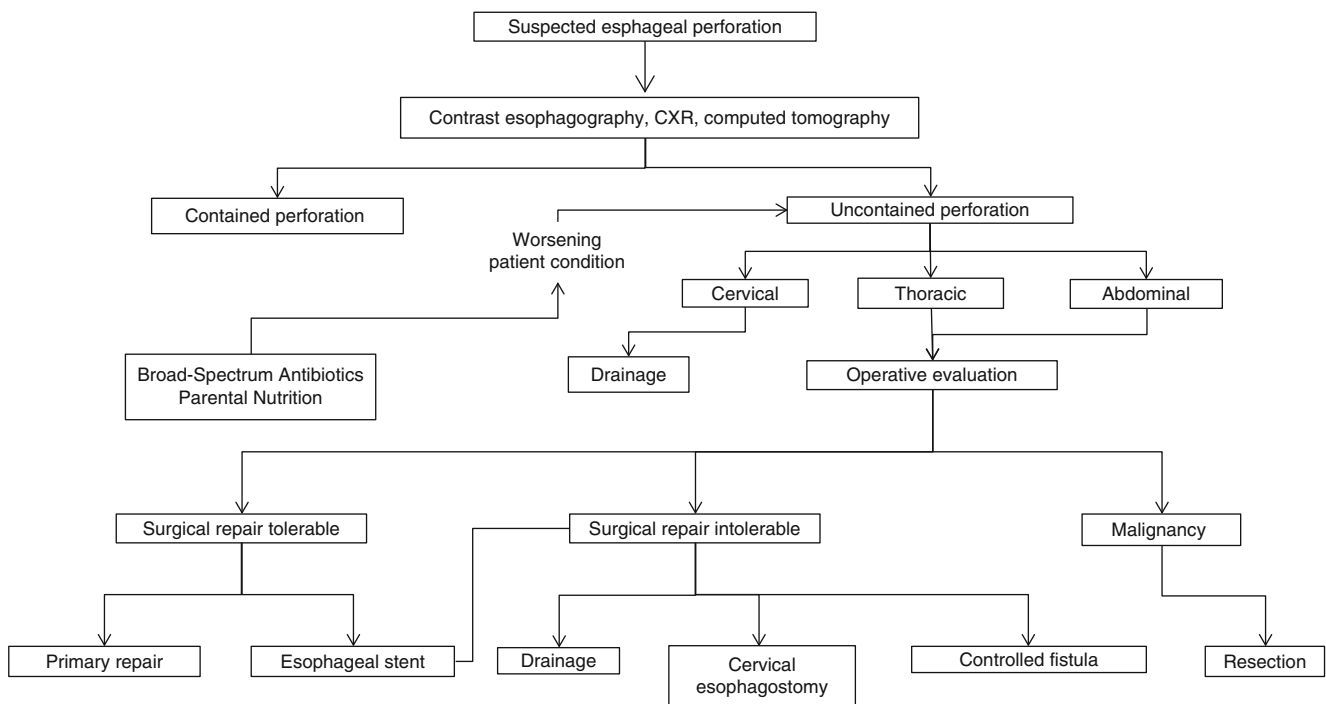 Suspected esphageal perforation
Contrast esophagography, CXR, computed tomography
Contained perforation
Uncontained perforation
Worsening
patient condition
Cervical
Thoracic
Abdominal
Broad-Spectrum Antibiotics
Parental Nutrition
Drainage
Operative evaluation
Surgical repair tolerable
Surgical repair intolerable
Malignancy
Primary repair
Esophageal stent
Drainage
Cervical
esophagostomy
Controlled fistula
Resection